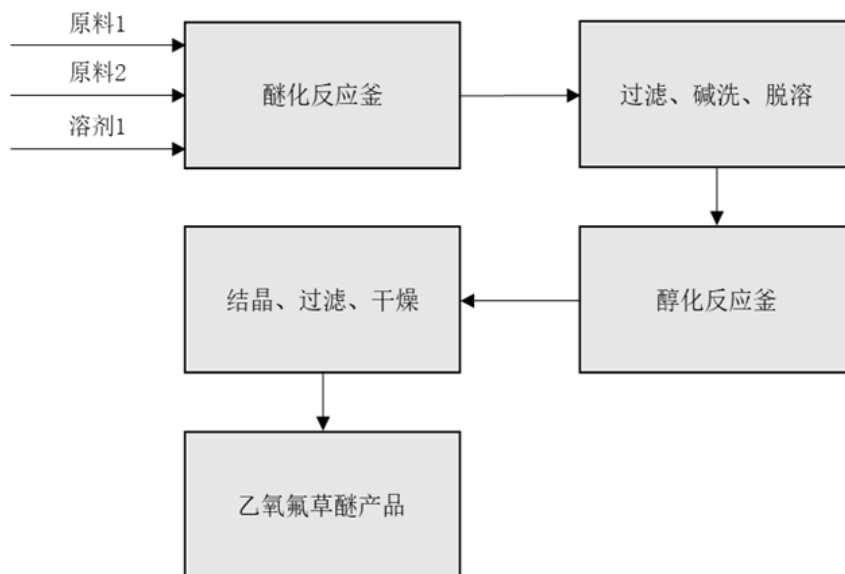 原料1
原料2
溶剂1
醚化反应釜
过滤、碱洗、脱溶
醇化反应釜
结晶、过滤、干燥
乙氧氟草醚产品